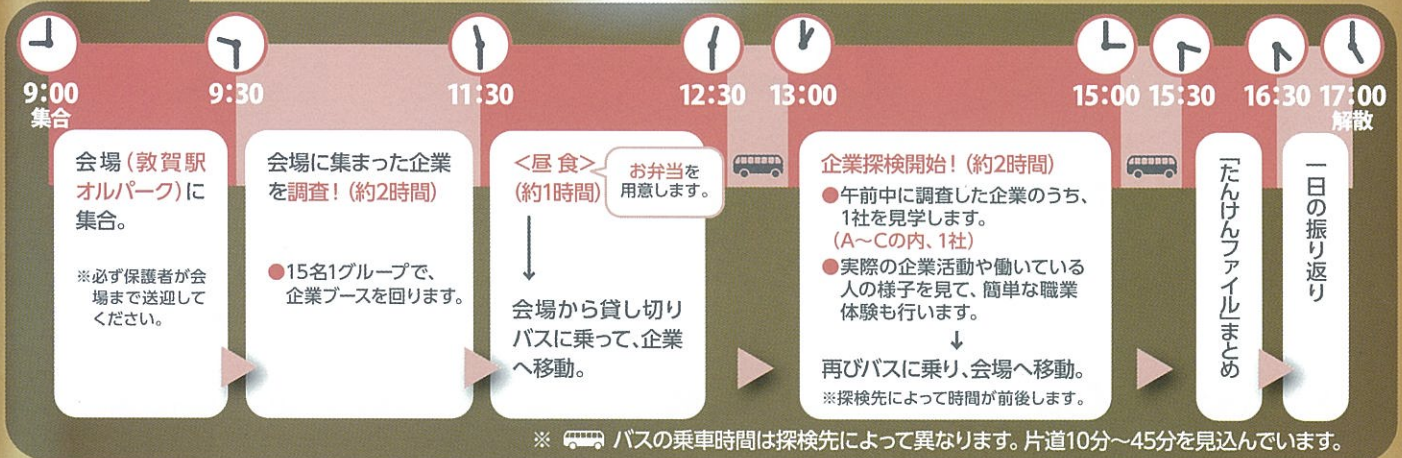 9:00
集合
9:30
11:30
12:30
13:00
15:00
15:30
16:30
17:00
解散
会場(敦賀駅
オルパーク)に
集合。
※必ず保護者が会
場まで送迎して
ください。
会場に集まった企業
を調査!(約2時間)
●15名1グループで、
企業ブースを回ります。
<昼 食>
(約1時間)
お弁当を
用意します。
会場から貸し切り
バスに乗って、企業
へ移動。
企業探検開始!(約2時間)
●午前中に調査した企業のうち、
1社を見学します。
(A〜Cの内、1社)
●実際の企業活動や働いている
人の様子を見て、簡単な職業
体験も行います。
↓
再びバスに乗り、会場へ移動。
※探検先によって時間が前後します。
「たんけんファイル」まとめ
一日の振り返り
※ バスの乗車時間は探検先によって異なります。片道10分〜45分を見込んでいます。